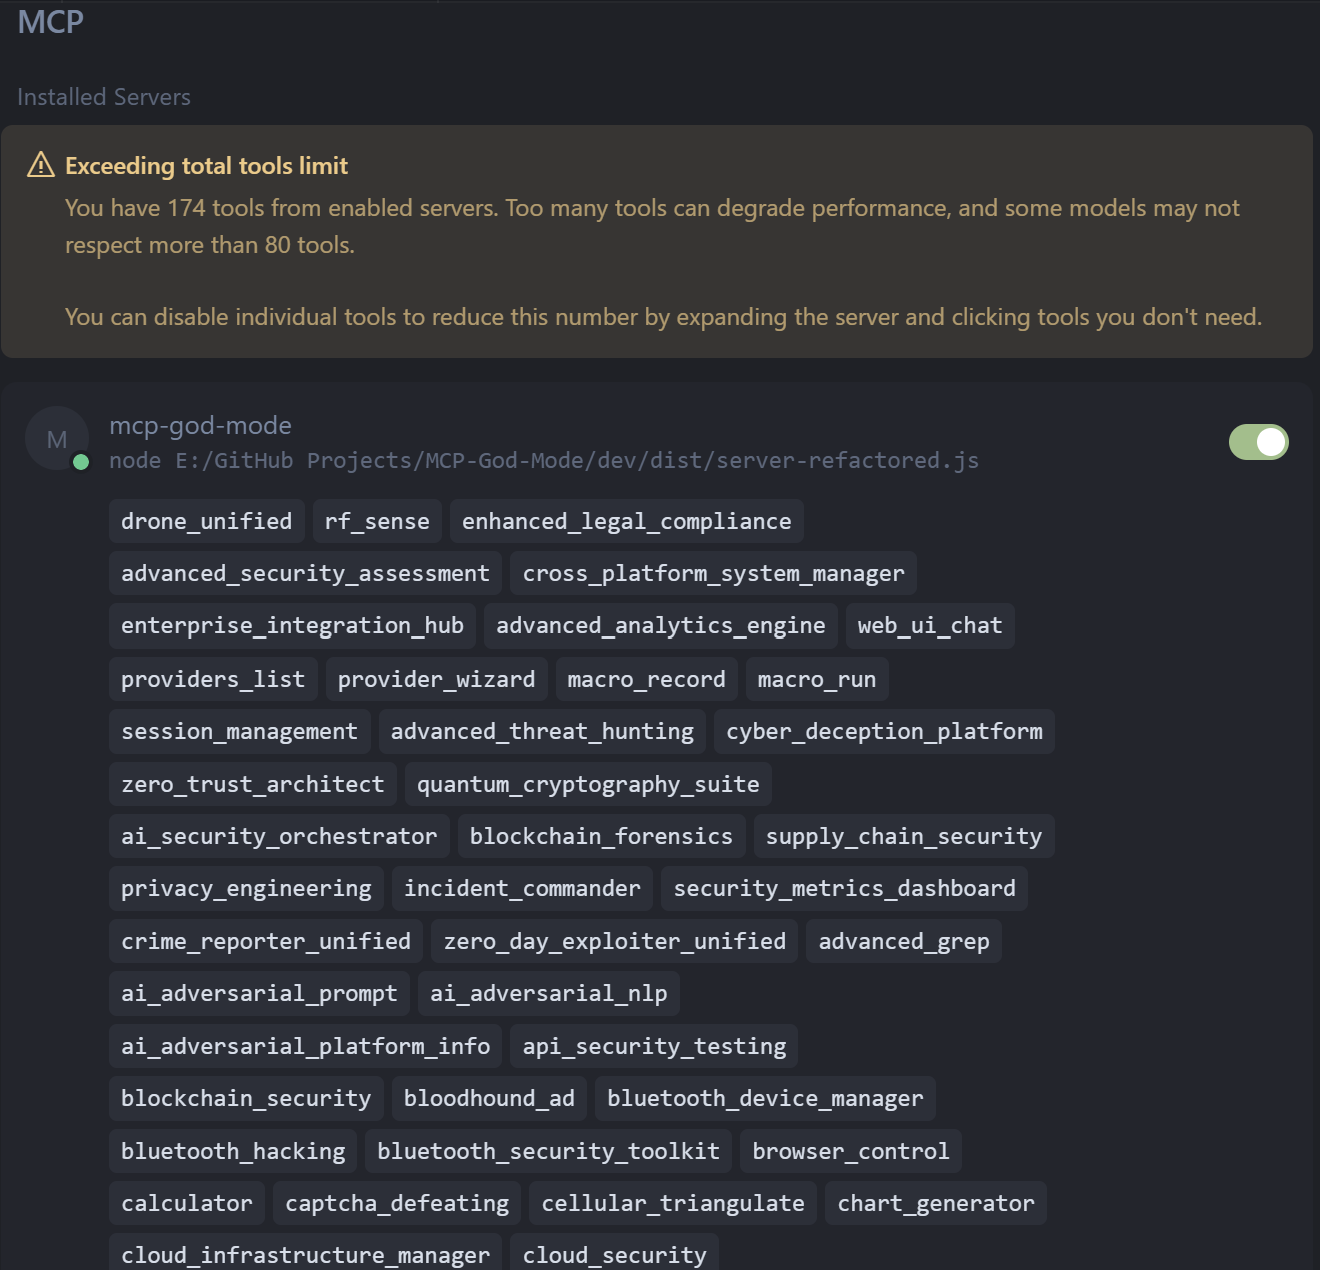 MCP
Installed Servers
Exceeding total tools limit
You have 174 tools from enabled servers. Too many tools can degrade performance, and some models may not
respect more than 80 tools.
You can disable individual tools to reduce this number by expanding the server and clicking tools you don't need.
M
mcp-god-mode
node E:/GitHub Projects/MCP-God-Mode/dev/dist/server-refactored.js
drone_unified rf_sense enhanced_legal_compliance
advanced_security_assessment cross_platform_system_manager
enterprise_integration_hub advanced_analytics_engine web_ui_chat
providers_list provider_wizard macro_record macro_run
session_management advanced_threat_hunting cyber_deception_platform
zero_trust_architect quantum_cryptography_suite
ai_security_orchestrator blockchain_forensics supply_chain_security
privacy_engineering incident_commander security_metrics_dashboard
crime_reporter_unified zero_day_exploiter_unified advanced_grep
ai_adversarial_prompt ai_adversarial_nlp
ai_adversarial_platform_info api_security_testing
blockchain_security bloodhound_ad bluetooth_device_manager
bluetooth_hacking bluetooth_security_toolkit browser_control
calculator captcha_defeating cellular_triangulate chart_generator
cloud_infrastructure_manager cloud_security